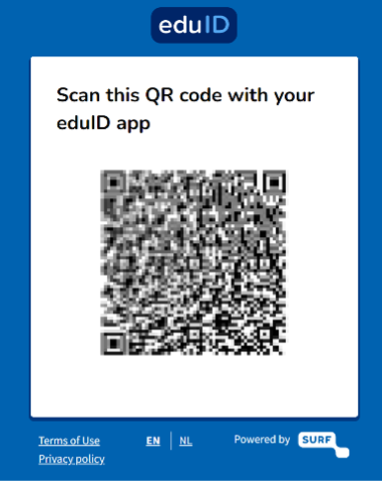 eduID
Scan this QR code with your
eduID app
Terms of Use
EN
NL
Powered by
SURF
Privacy policy